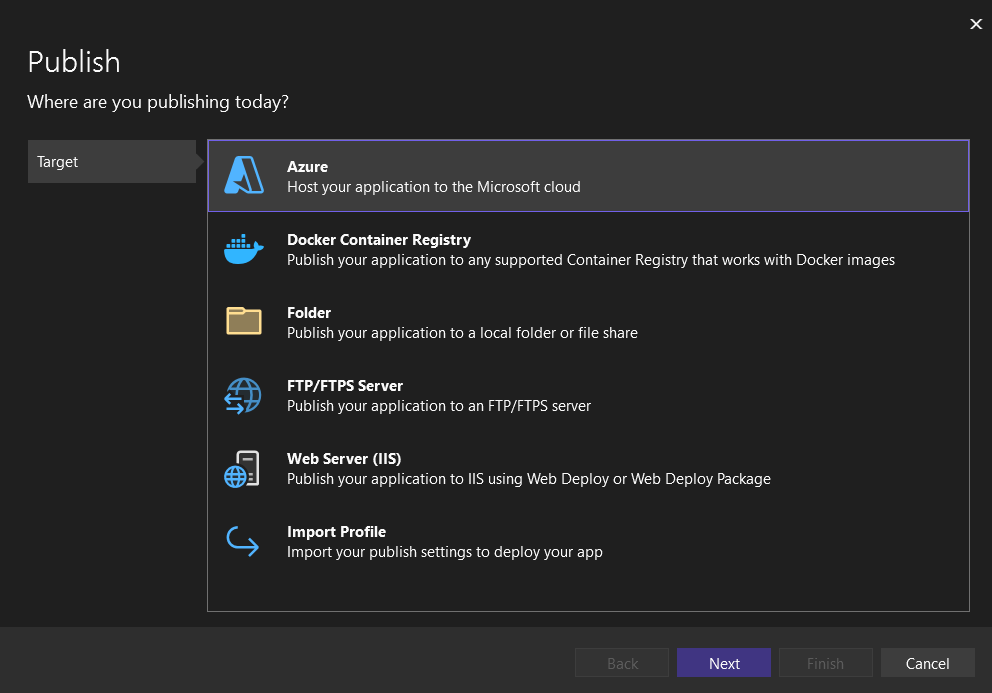 Publish
Where are you publishing today?
Target
Azure
Host your application to the Microsoft cloud
Docker Container Registry
Publish your application to any supported Container Registry that works with Docker images
Folder
Publish your application to a local folder or file share
FTP/FTPS Server
Publish your application to an FTP/FTPS server
Web Server (IIS)
Publish your application to IIS using Web Deploy or Web Deploy Package
Import Profile
Import your publish settings to deploy your app
Back
Next
Finish
Cancel